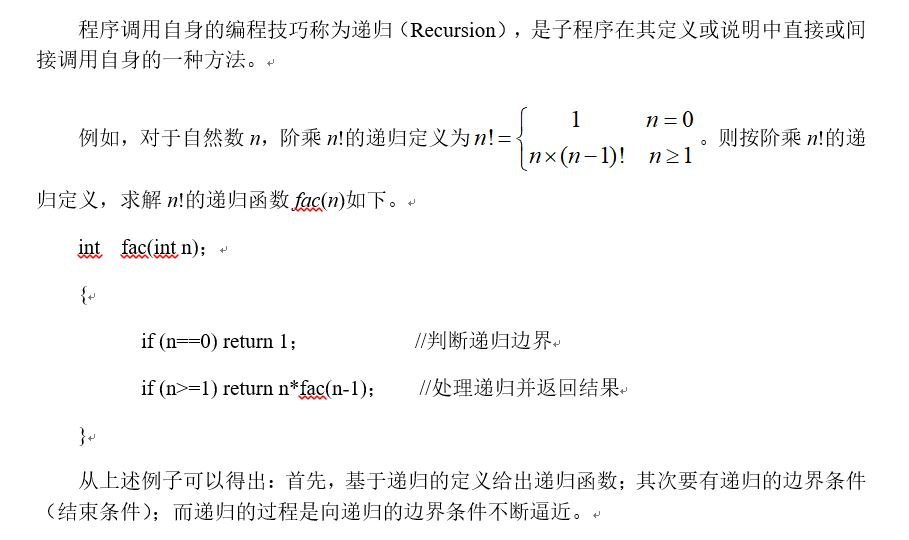 程序调用自身的编程技巧称为递归（Recursion），是子程序在其定义或说明中直接或间
接调用自身的一种方法。
例如，对于自然数 n，阶乘 n!的递归定义为 n!={1 n=0 n×(n−1)! n≥1。则按阶乘 n!的递
归定义，求解 n!的递归函数 fac(n)如下。
int fac(int n)；
{
if (n==0) return 1； //判断递归边界
if (n>=1) return n*fac(n-1)； //处理递归并返回结果
}
从上述例子可以得出：首先，基于递归的定义给出递归函数；其次要有递归的边界条件
（结束条件）；而递归的过程是向递归的边界条件不断逼近。